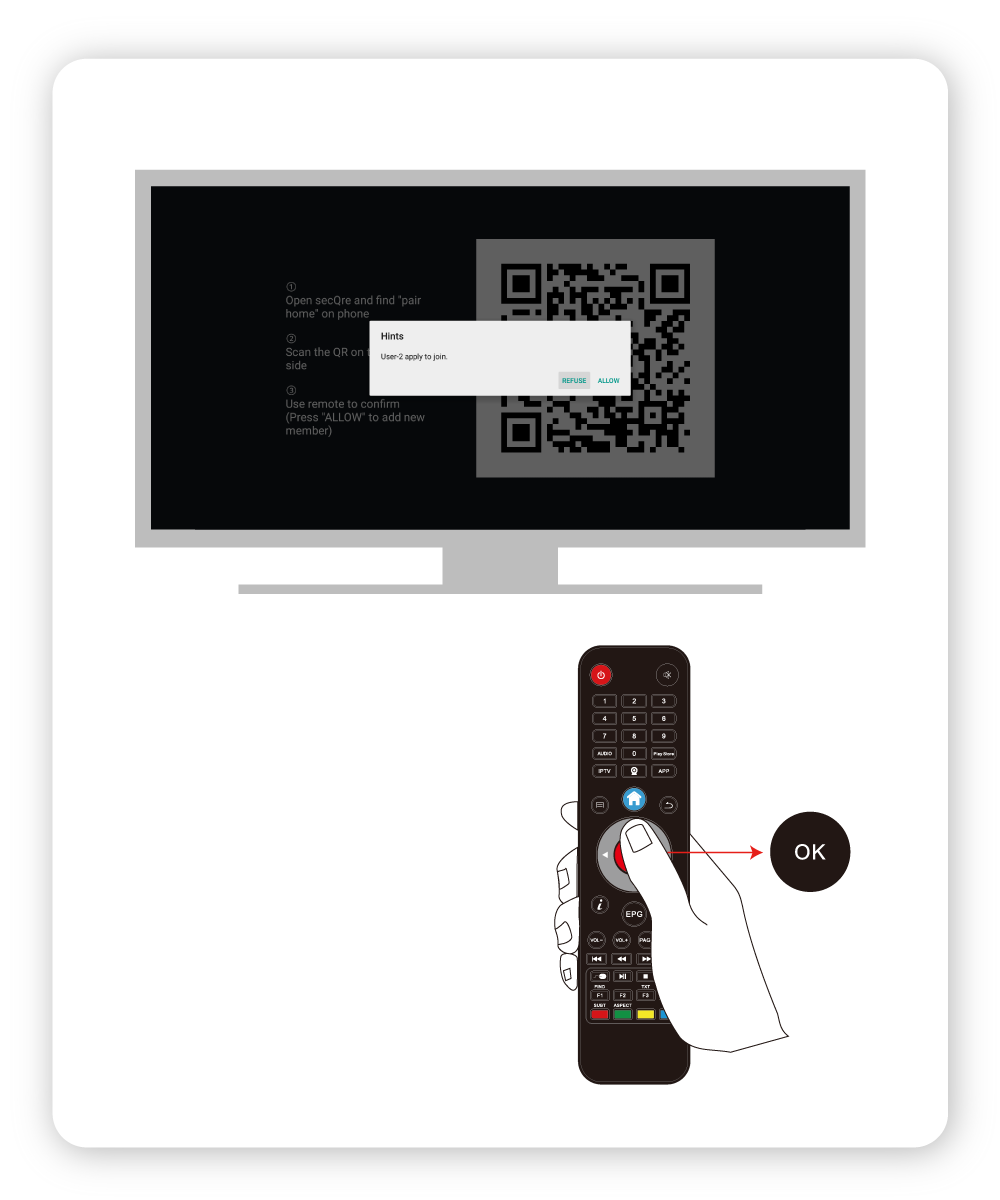 ①
Open secQre and find "pair
home" on phone
②
Scan the QR on
side
③
Use remote to confirm
(Press "ALLOW" to add new
member)
Hints
User-2 apply to join.
REFUSE ALLOW
1 2 3
4 5 6
7 8 9
AUDIO 0 Play Store
IPTV APP
OK
i
EPG
VOL− VOL+ PAG
FIND TXT
F1 F2 F3
SUBT ASPECT